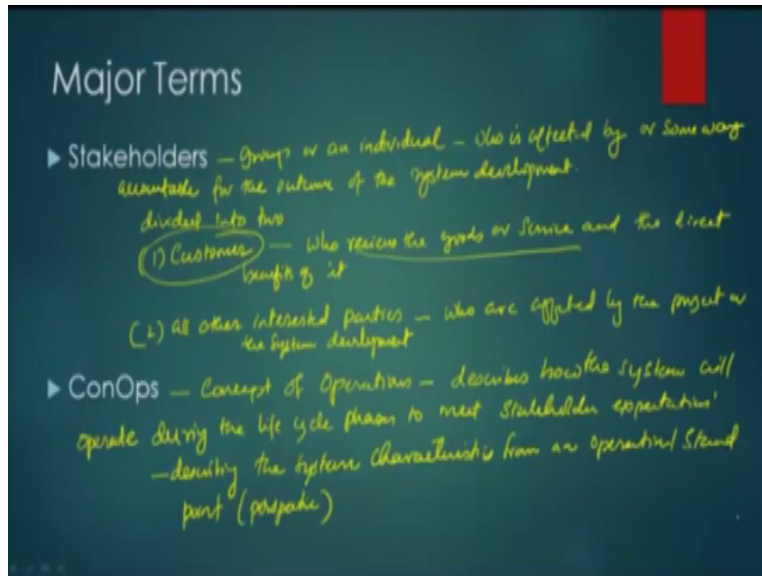 Major Terms
Stakeholders – group or an individual – who is affected by or some way
accountable for the outcome of the system development.
divided into two
(1) Customers – who receives the goods or service and the direct
benefits of it
(2) all other interested parties – who are affected by the project or
the system development
ConOps – Concept of Operations – describes how the system will
operate during the life cycle phases to meet stakeholder expectations'
– describing the system characteristics from an operational stand
point (perspective)